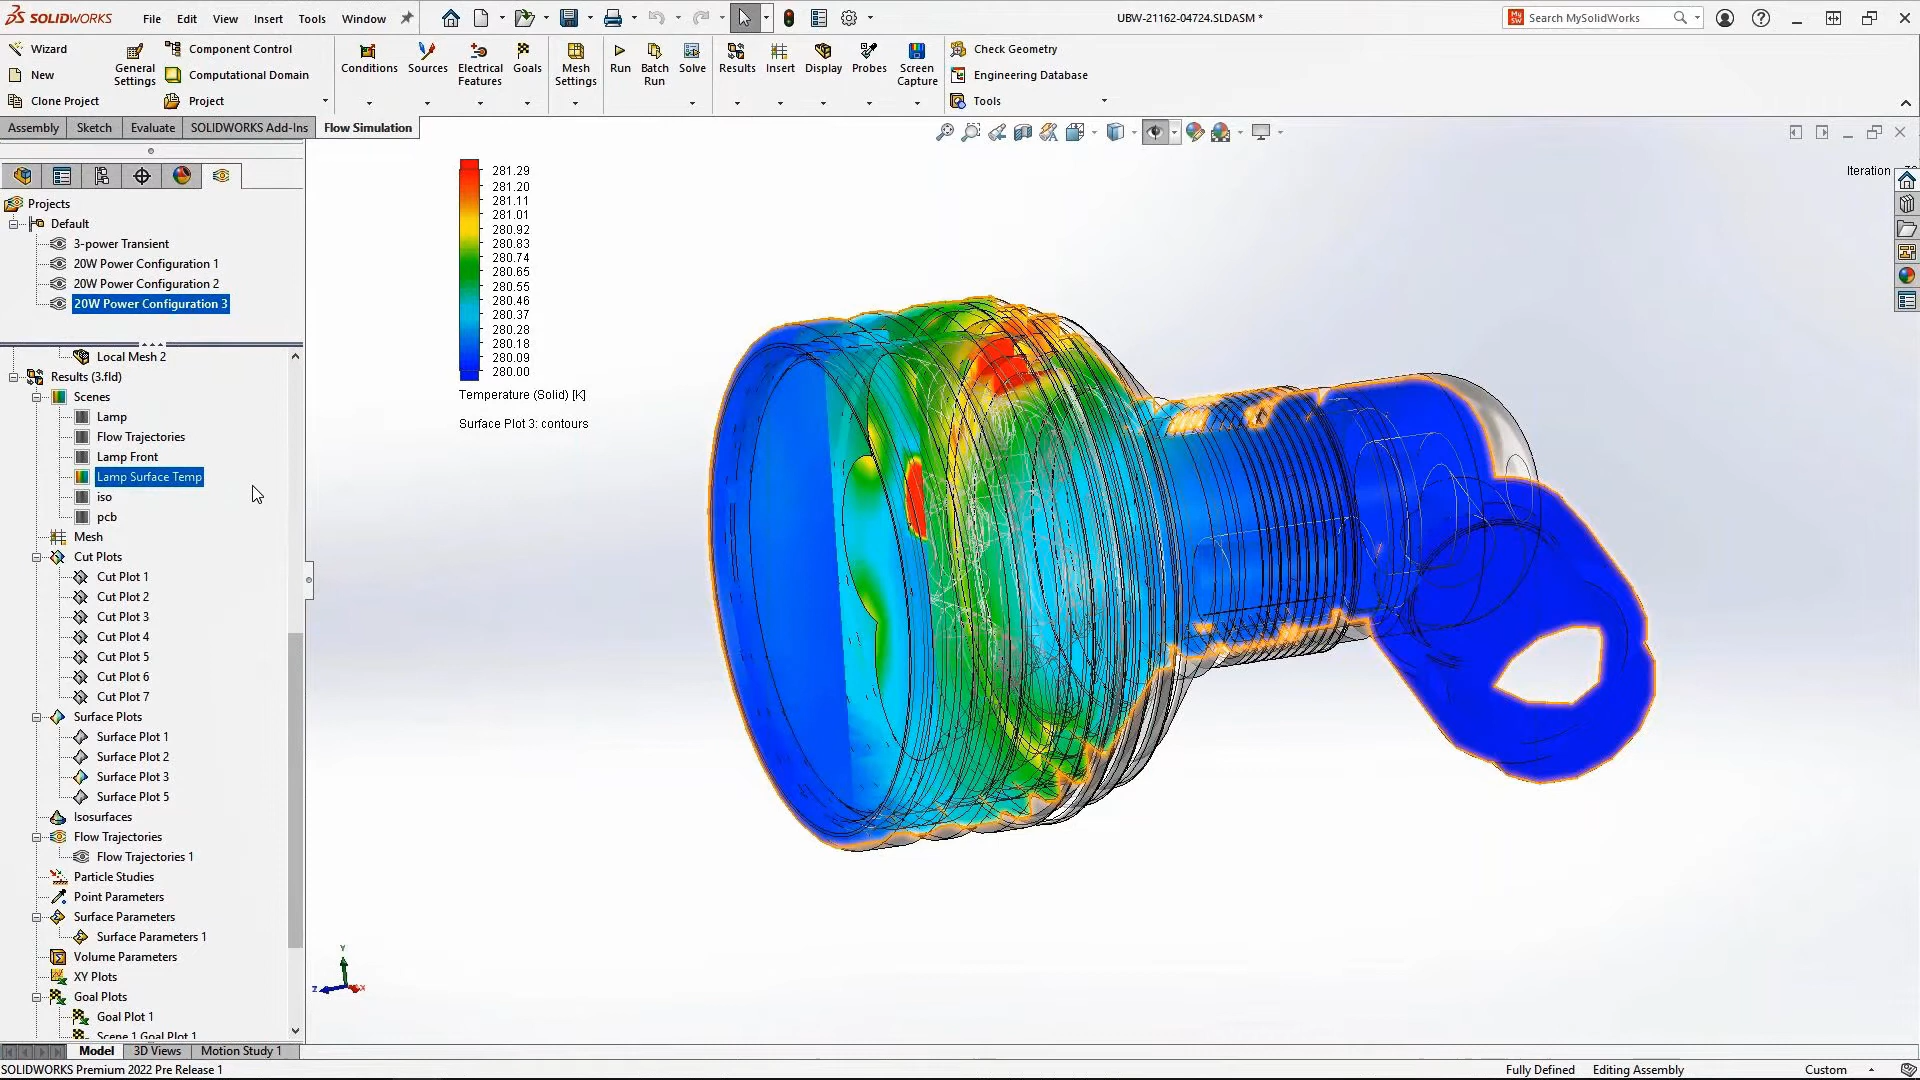 SOLIDWORKS File Edit View Insert Tools Window UBW-21162-04724.SLDASM * Search MySolidWorks
Wizard
New
Clone Project
General Settings
Component Control
Computational Domain
Project
Conditions
Sources
Electrical Features
Goals
Mesh Settings
Run
Batch Run
Solve
Results
Insert
Display
Probes
Screen Capture
Check Geometry
Engineering Database
Tools
Assembly Sketch Evaluate SOLIDWORKS Add-Ins Flow Simulation
Projects
Default
3-power Transient
20W Power Configuration 1
20W Power Configuration 2
20W Power Configuration 3
Local Mesh 2
Results (3.fld)
Scenes
Lamp
Flow Trajectories
Lamp Front
Lamp Surface Temp
iso
pcb
Mesh
Cut Plots
Cut Plot 1
Cut Plot 2
Cut Plot 3
Cut Plot 4
Cut Plot 5
Cut Plot 6
Cut Plot 7
Surface Plots
Surface Plot 1
Surface Plot 2
Surface Plot 3
Surface Plot 5
Isosurfaces
Flow Trajectories
Flow Trajectories 1
Particle Studies
Point Parameters
Surface Parameters
Surface Parameters 1
Volume Parameters
XY Plots
Goal Plots
Goal Plot 1
Scene 1 Goal Plot 1
281.29
281.20
281.11
281.01
280.92
280.83
280.74
280.65
280.55
280.46
280.37
280.28
280.18
280.09
280.00
Temperature (Solid) [K]
Surface Plot 3: contours
Iteration
Y
Z
X
Model 3D Views Motion Study 1
SOLIDWORKS Premium 2022 Pre Release 1 Fully Defined Editing Assembly Custom